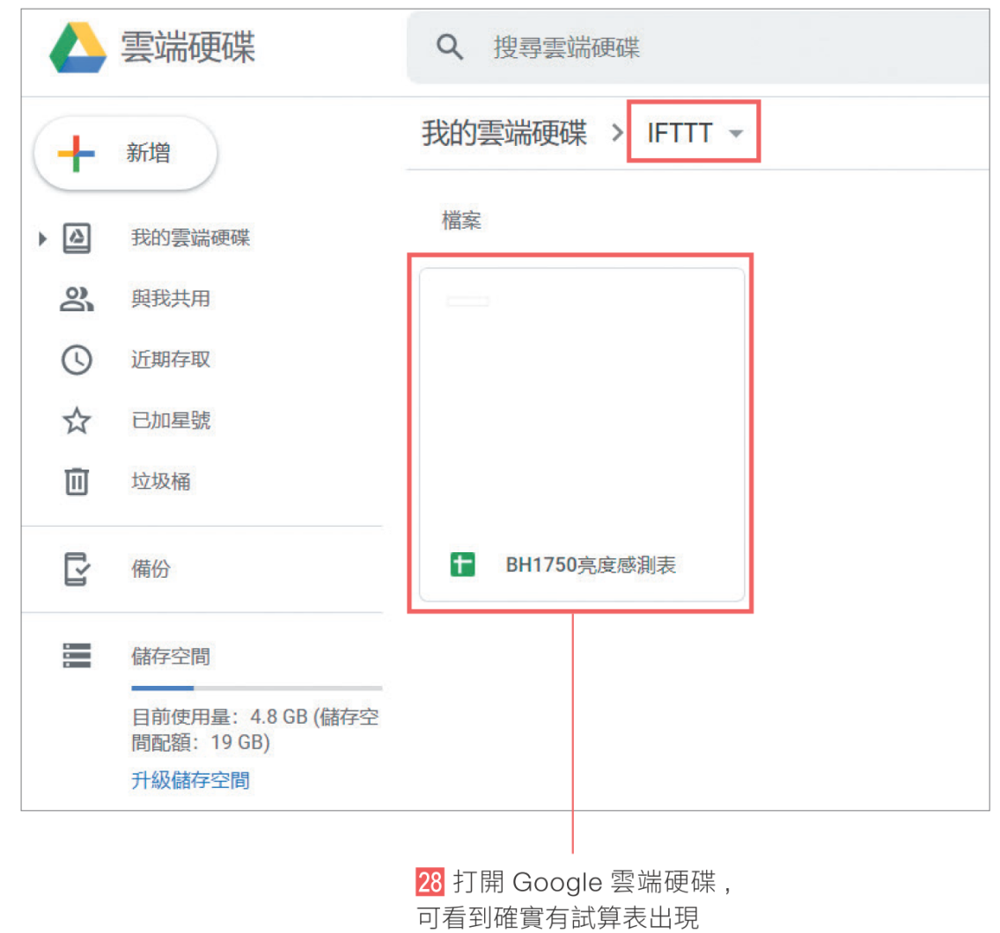 雲端硬碟
搜尋雲端硬碟
新增
我的雲端硬碟
與我共用
近期存取
已加星號
垃圾桶
備份
儲存空間
目前使用量：4.8 GB (儲存空
間配額：19 GB)
升級儲存空間
我的雲端硬碟 > IFTTT
檔案
BH1750亮度感測表
28 打開 Google 雲端硬碟，
可看到確實有試算表出現